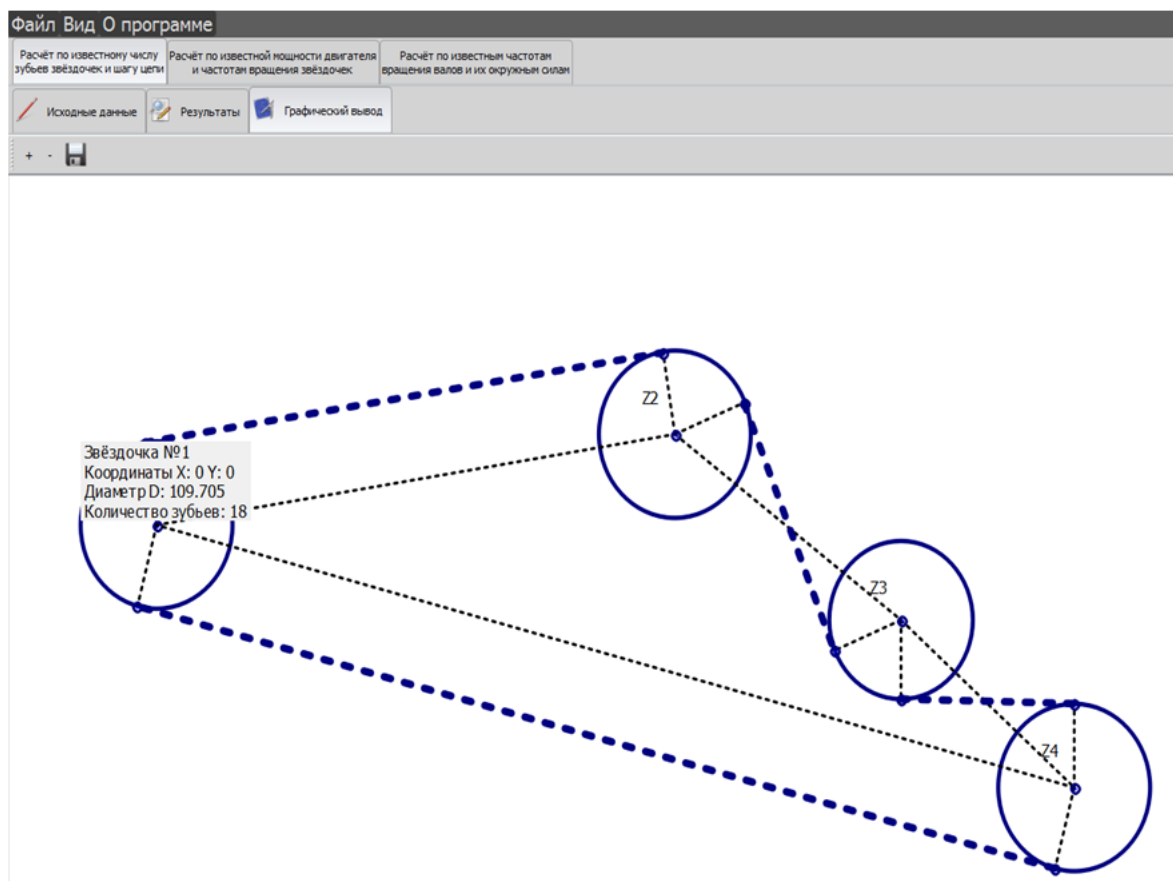 Файл Вид О программе
Расчёт по известному числу
зубьев звёздочек и шагу цепи
Расчёт по известной мощности двигателя
и частотам вращения звёздочек
Расчёт по известным частотам
вращения валов и их окружным силам
Исходные данные
Результаты
Графический вывод
+ -
Z2
Звёздочка №1
Координаты X: 0 Y: 0
Диаметр D: 109.705
Количество зубьев: 18
Z3
Z4